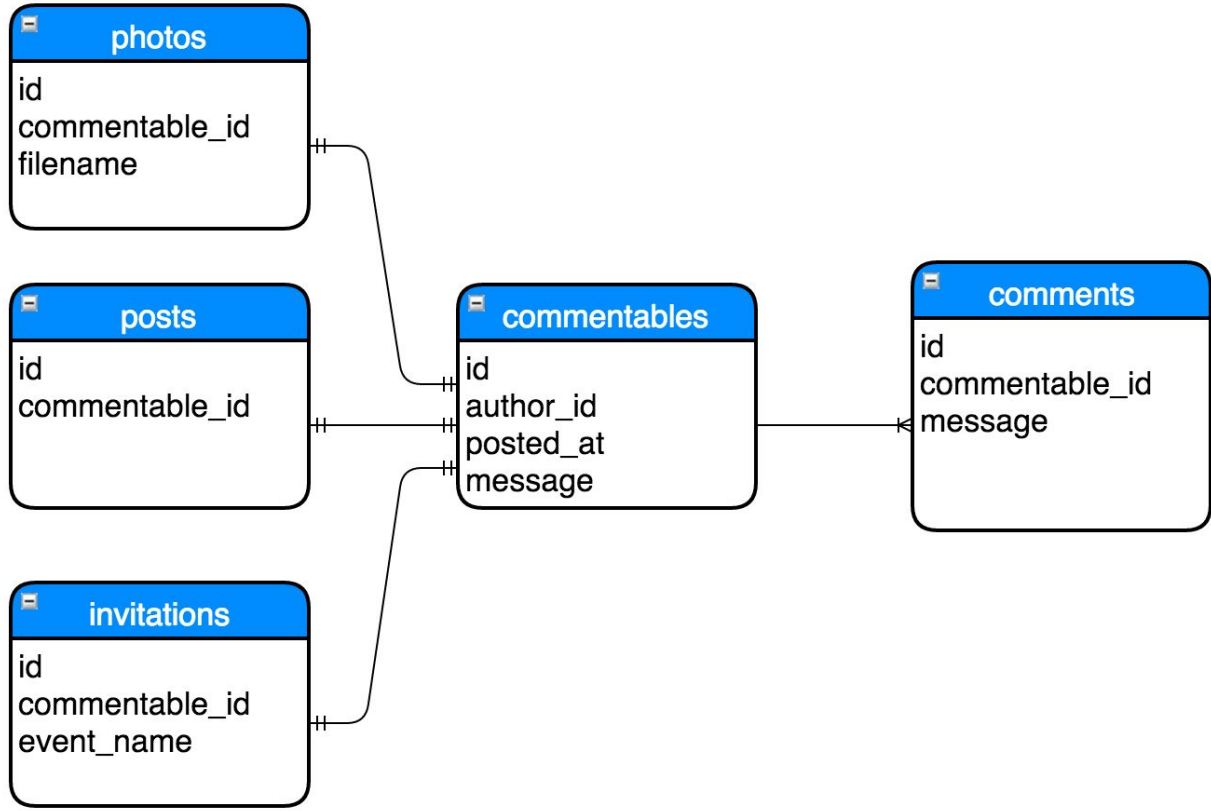 photos
id
commentable_id
filename
posts
id
commentable_id
invitations
id
commentable_id
event_name
commentables
id
author_id
posted_at
message
comments
id
commentable_id
message